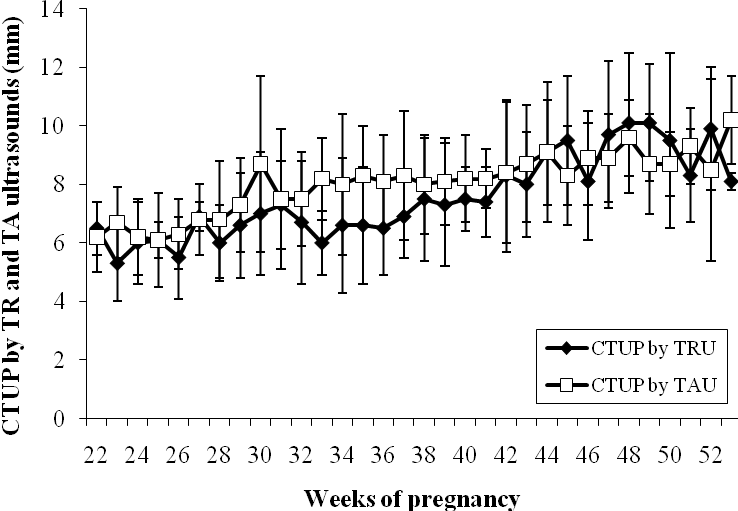 CTUP by TR and TA ultrasounds (mm)
14
12
10
8
6
4
2
0
CTUP by TRU
CTUP by TAU
22 24 26 28 30 32 34 36 38 40 42 44 46 48 50 52
Weeks of pregnancy